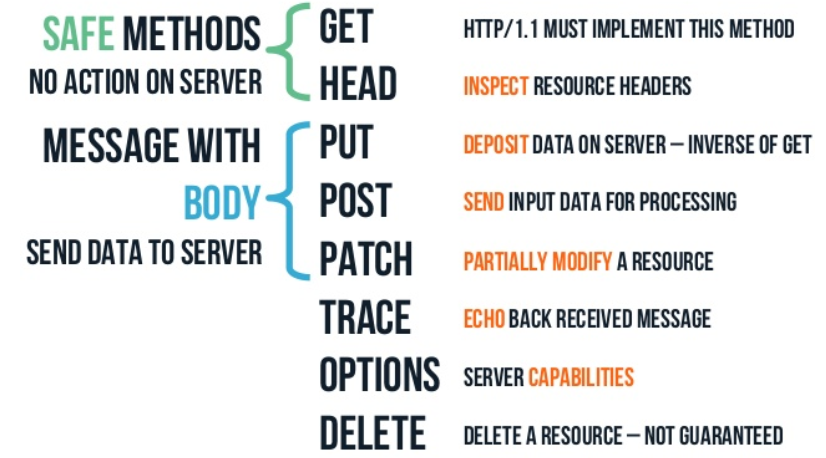 SAFE METHODS
NO ACTION ON SERVER
GET HTTP/1.1 MUST IMPLEMENT THIS METHOD
HEAD INSPECT RESOURCE HEADERS
MESSAGE WITH
BODY
SEND DATA TO SERVER
PUT DEPOSIT DATA ON SERVER – INVERSE OF GET
POST SEND INPUT DATA FOR PROCESSING
PATCH PARTIALLY MODIFY A RESOURCE
TRACE ECHO BACK RECEIVED MESSAGE
OPTIONS SERVER CAPABILITIES
DELETE DELETE A RESOURCE – NOT GUARANTEED